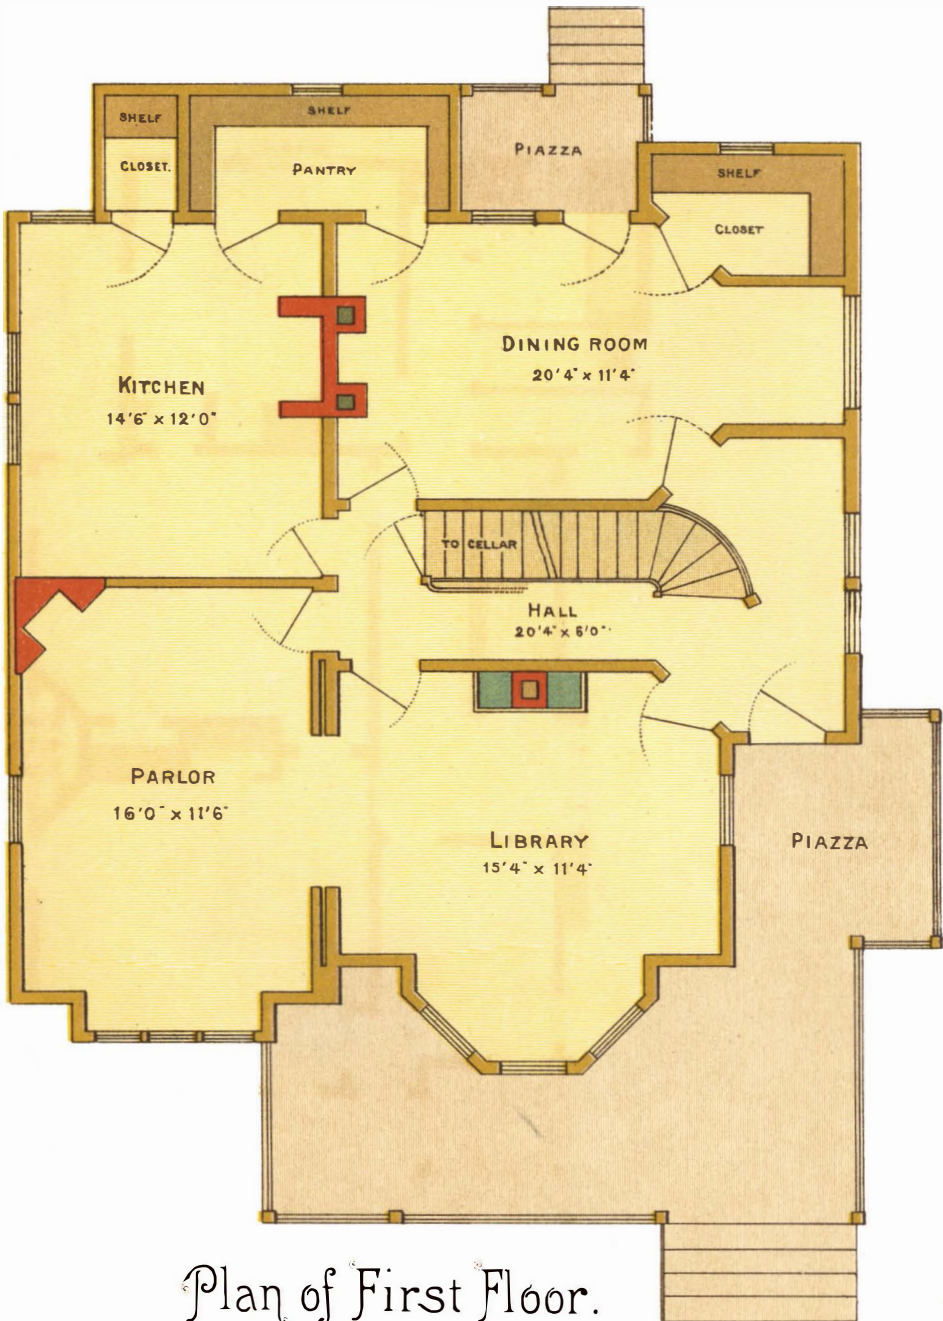 SHELF
SHELF
PIAZZA
CLOSET.
PANTRY
SHELF
CLOSET
DINING ROOM
20'4" x 11'4"
KITCHEN
14'6" x 12'0"
TO CELLAR
HALL
20'4" x 6'0"
PARLOR
16'0" x 11'6"
LIBRARY
15'4" x 11'4"
PIAZZA
Plan of First Floor.